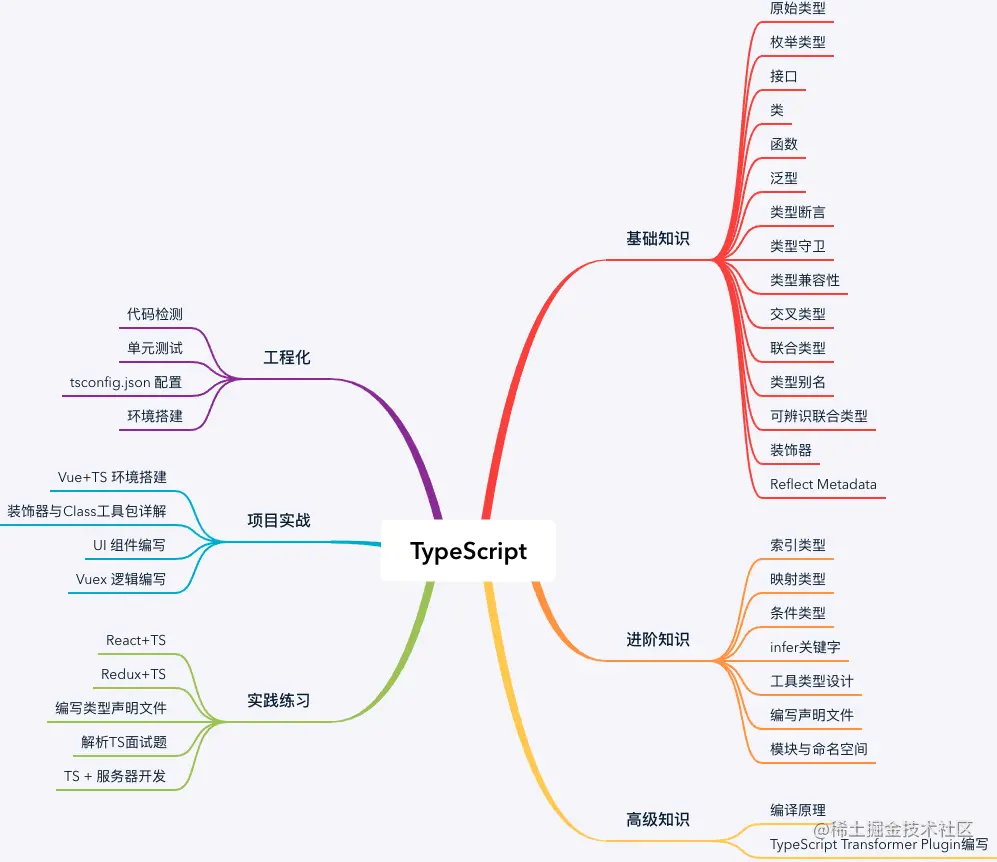 TypeScript
基础知识
原始类型
枚举类型
接口
类
函数
泛型
类型断言
类型守卫
类型兼容性
交叉类型
联合类型
类型别名
可辨识联合类型
装饰器
Reflect Metadata
进阶知识
索引类型
映射类型
条件类型
infer关键字
工具类型设计
编写声明文件
模块与命名空间
高级知识
编译原理
TypeScript Transformer Plugin编写
工程化
代码检测
单元测试
tsconfig.json 配置
环境搭建
项目实战
Vue+TS 环境搭建
装饰器与Class工具包详解
UI 组件编写
Vuex 逻辑编写
实践练习
React+TS
Redux+TS
编写类型声明文件
解析TS面试题
TS + 服务器开发
@稀土掘金技术社区